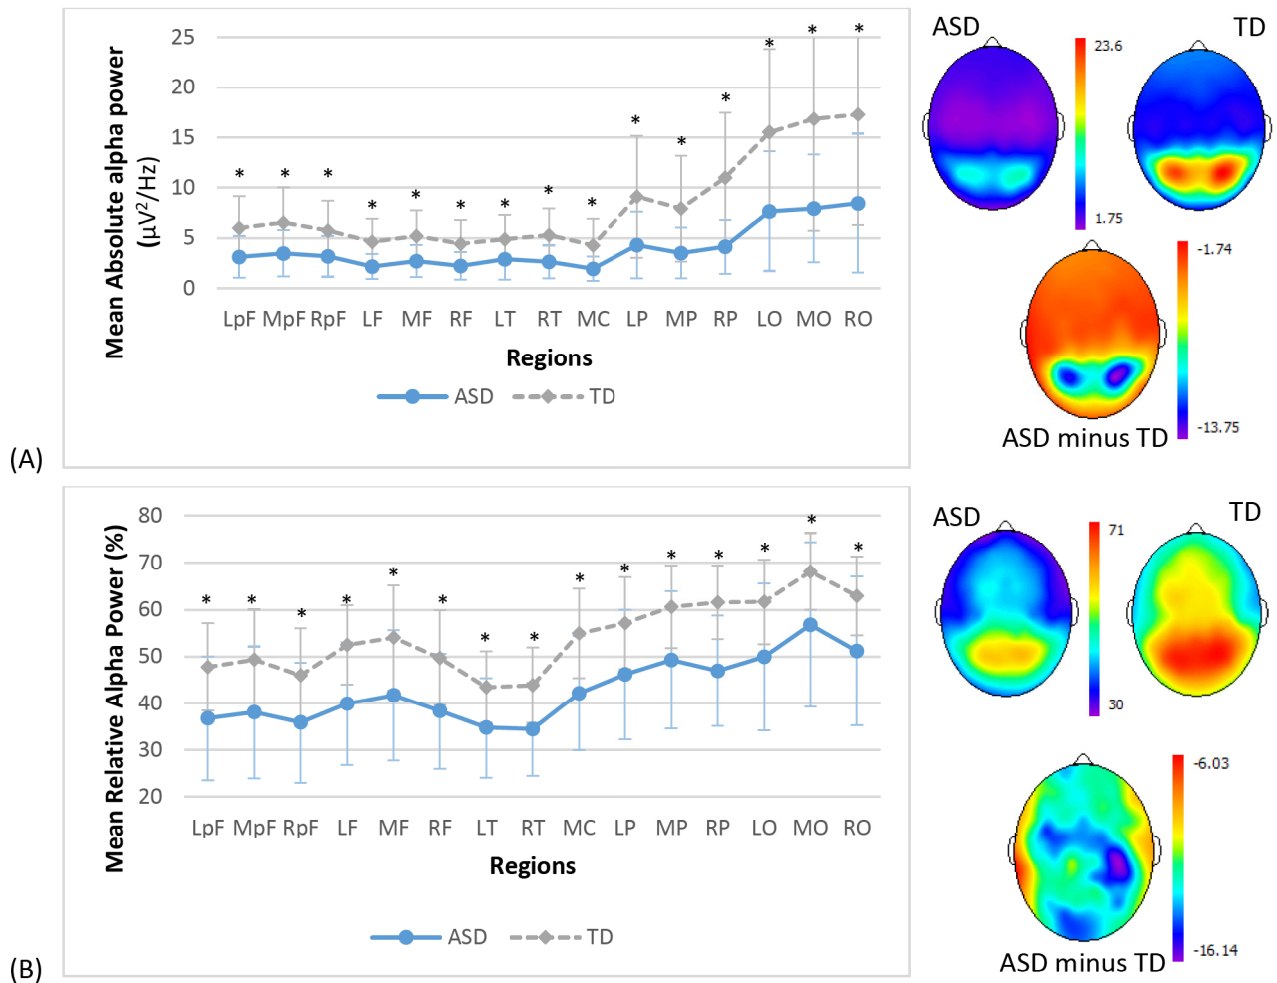 (A)
Mean Absolute alpha power
(µV²/Hz)
25
20
15
10
5
0
* * * * * * * * * * * * * * *
LpF MpF RpF LF MF RF LT RT MC LP MP RP LO MO RO
Regions
ASD TD
ASD TD
23.6
1.75
-1.74
-13.75
ASD minus TD
(B)
Mean Relative Alpha Power (%)
80
70
60
50
40
30
20
* * * * * * * * * * * * * * *
LpF MpF RpF LF MF RF LT RT MC LP MP RP LO MO RO
Regions
ASD TD
ASD TD
71
30
-6.03
-16.14
ASD minus TD